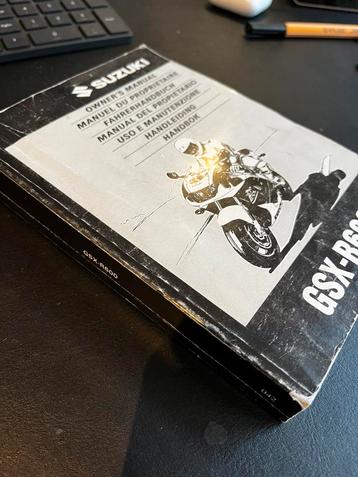 SUZUKI
OWNER'S MANUAL
MANUEL DU PROPRIETAIRE
FAHRERHANDBUCH
MANUAL DEL PROPIETARIO
USO E MANUTENZIONE
HANDLEIDING
HANDBOK
GSX-R600
GSX-R600